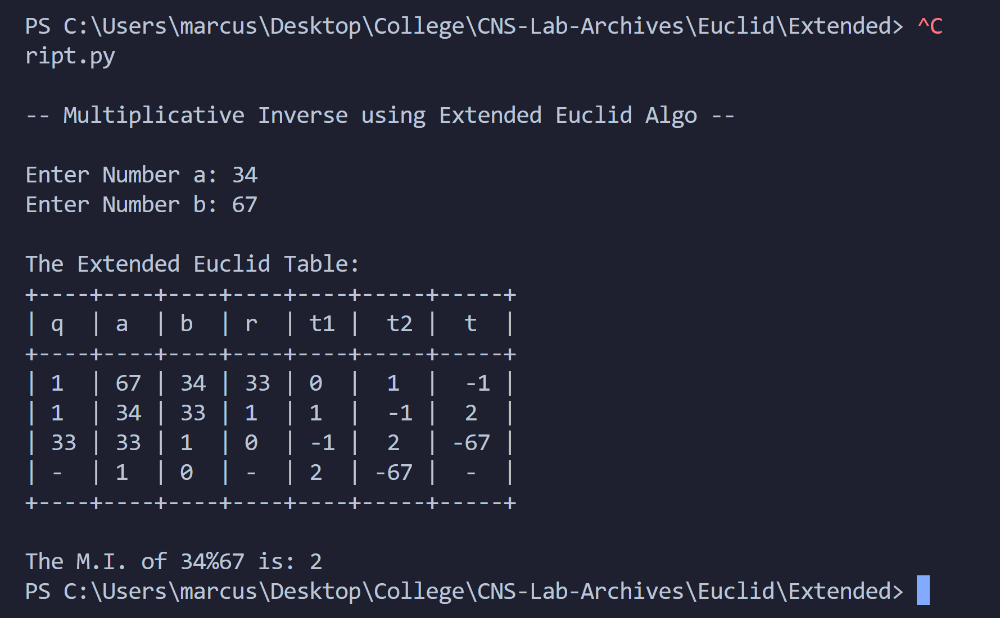 PS C:\Users\marcus\Desktop\College\CNS-Lab-Archives\Euclid\Extended> ^C
ript.py

-- Multiplicative Inverse using Extended Euclid Algo --

Enter Number a: 34
Enter Number b: 67

The Extended Euclid Table:
+----+----+----+----+----+-----+-----+
| q  | a  | b  | r  | t1 |  t2 |  t  |
+----+----+----+----+----+-----+-----+
| 1  | 67 | 34 | 33 | 0  |  1  |  -1 |
| 1  | 34 | 33 | 1  | 1  |  -1 |  2  |
| 33 | 33 | 1  | 0  | -1 |  2  | -67 |
| -  | 1  | 0  | -  | 2  | -67 |  -  |
+----+----+----+----+----+-----+-----+

The M.I. of 34%67 is: 2
PS C:\Users\marcus\Desktop\College\CNS-Lab-Archives\Euclid\Extended>